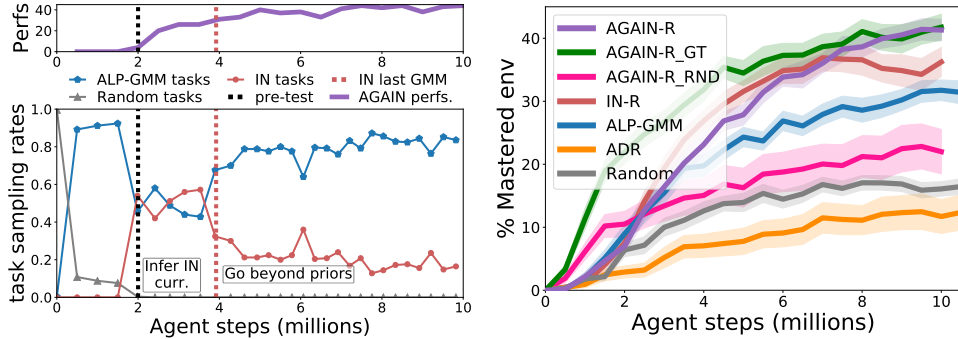 Perfs
40
20
0
0 2 4 6 8 10
ALP-GMM tasks
IN tasks
IN last GMM
Random tasks
pre-test
AGAIN perfs.
task sampling rates
1.0
0.8
0.6
0.4
0.2
0.0
Infer IN
curr.
Go beyond priors
0 2 4 6 8 10
Agent steps (millions)
% Mastered env
40
30
20
10
0
AGAIN-R
AGAIN-R_GT
AGAIN-R_RND
IN-R
ALP-GMM
ADR
Random
0 2 4 6 8 10
Agent steps (millions)